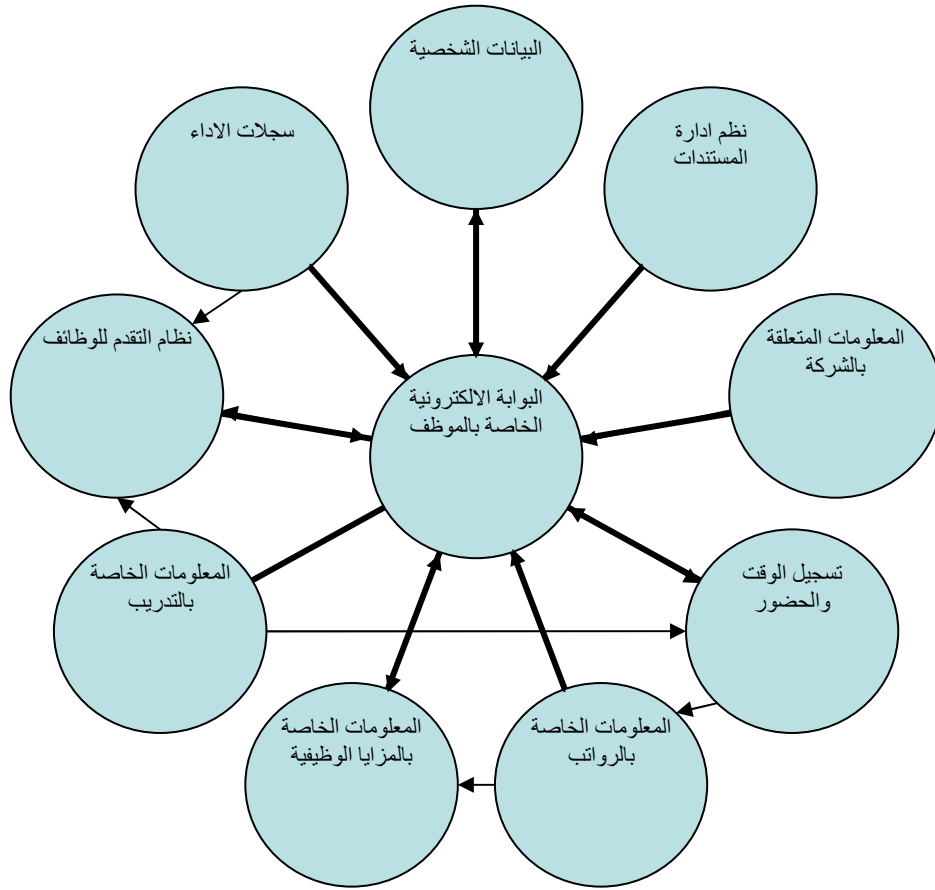 البيانات الشخصية
نظم ادارة
المستندات
سجلات الاداء
المعلومات المتعلقة
بالشركة
نظام التقدم للوظائف
البوابة الالكترونية
الخاصة بالموظف
تسجيل الوقت
والحضور
المعلومات الخاصة
بالتدريب
المعلومات الخاصة
بالرواتب
المعلومات الخاصة
بالمزايا الوظيفية